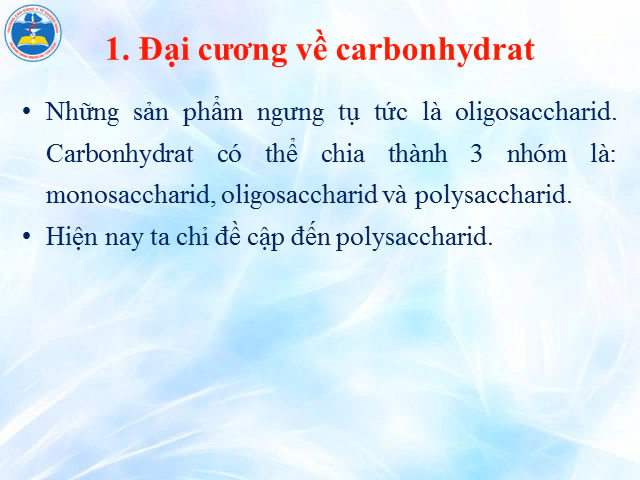 1. Đại cương về carbonhydrat
• Những sản phẩm ngưng tụ tức là oligosaccharid.
Carbonhydrat có thể chia thành 3 nhóm là:
monosaccharid, oligosaccharid và polysaccharid.
• Hiện nay ta chỉ đề cập đến polysaccharid.